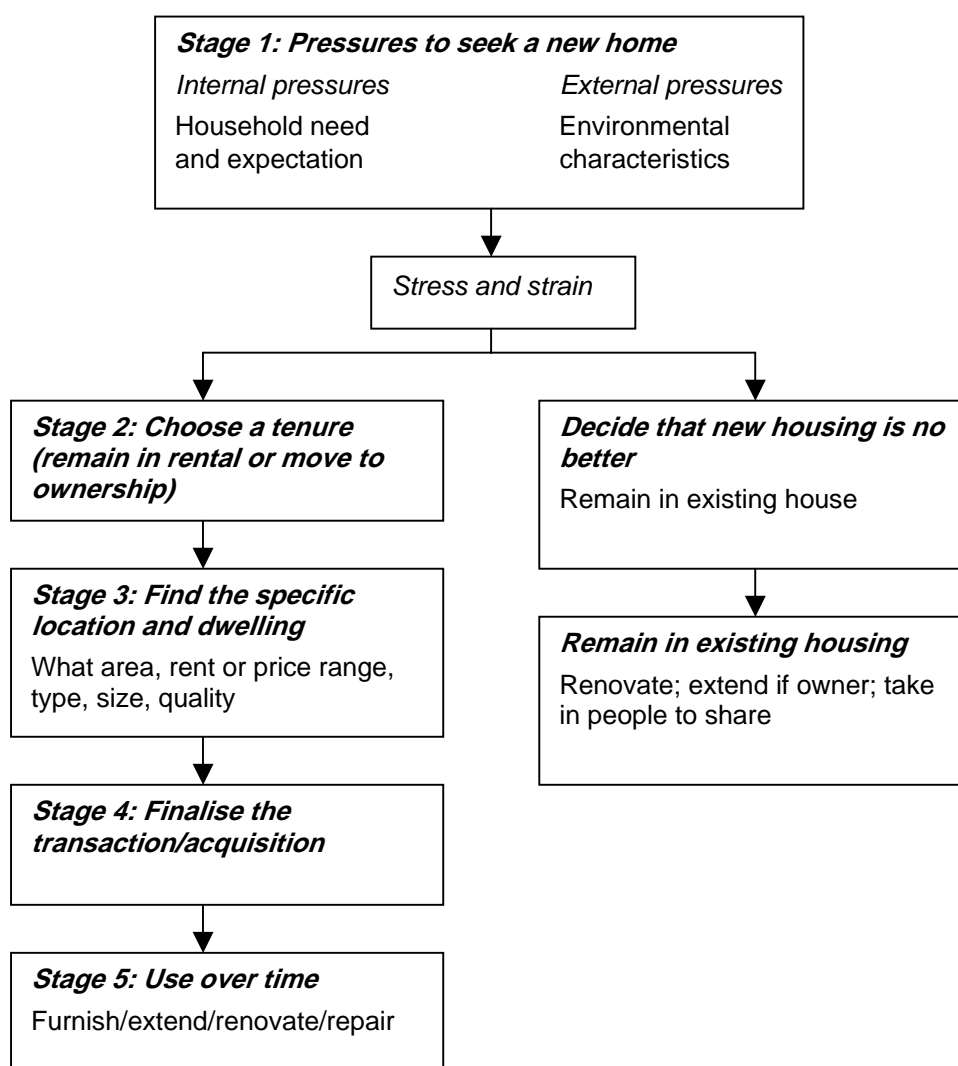 Stage 1: Pressures to seek a new home
Internal pressures
Household need
and expectation
External pressures
Environmental
characteristics
Stress and strain
Stage 2: Choose a tenure
(remain in rental or move to
ownership)
Stage 3: Find the specific
location and dwelling
What area, rent or price range,
type, size, quality
Stage 4: Finalise the
transaction/acquisition
Stage 5: Use over time
Furnish/extend/renovate/repair
Decide that new housing is no
better
Remain in existing house
Remain in existing housing
Renovate; extend if owner; take
in people to share